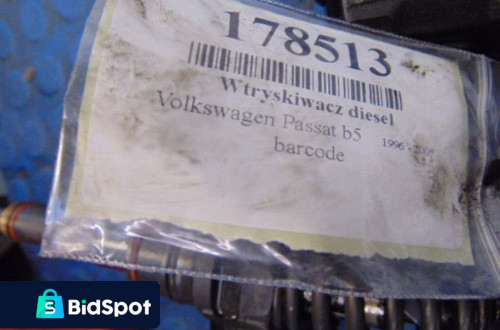 178513
Wtryskiwacz diesel
Volkswagen Passat b5 1996 -
barcode
BidSpot